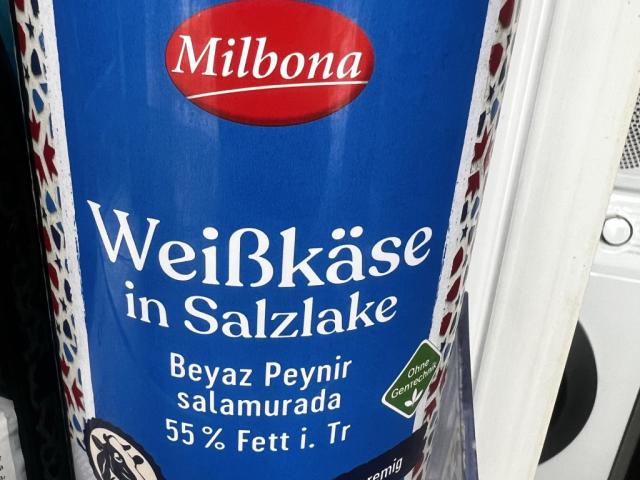 Milbona
Weißkäse
in Salzlake
Beyaz Peynir
salamurada
55 % Fett i. Tr
Ohne
Gentechnik